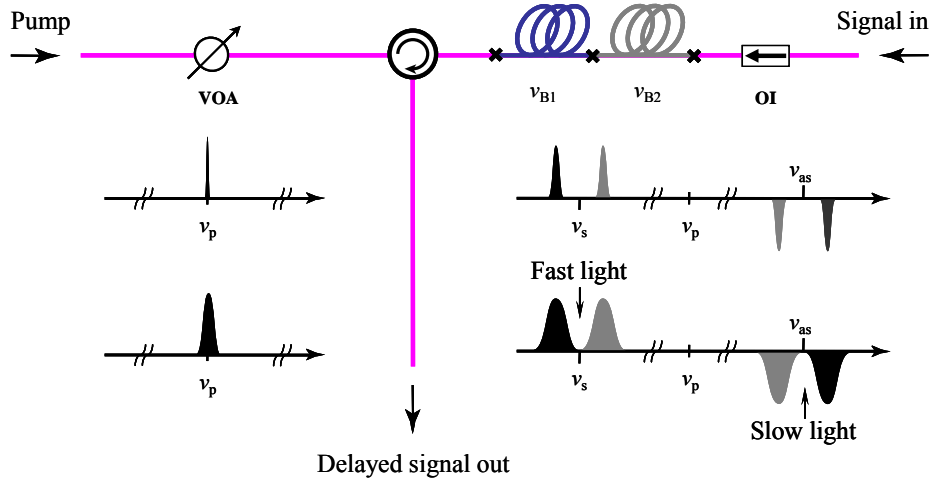 Pump
Signal in
VOA
νB1
νB2
OI
νp
νs
νp
νas
Fast light
νp
νs
νp
νas
Slow light
Delayed signal out